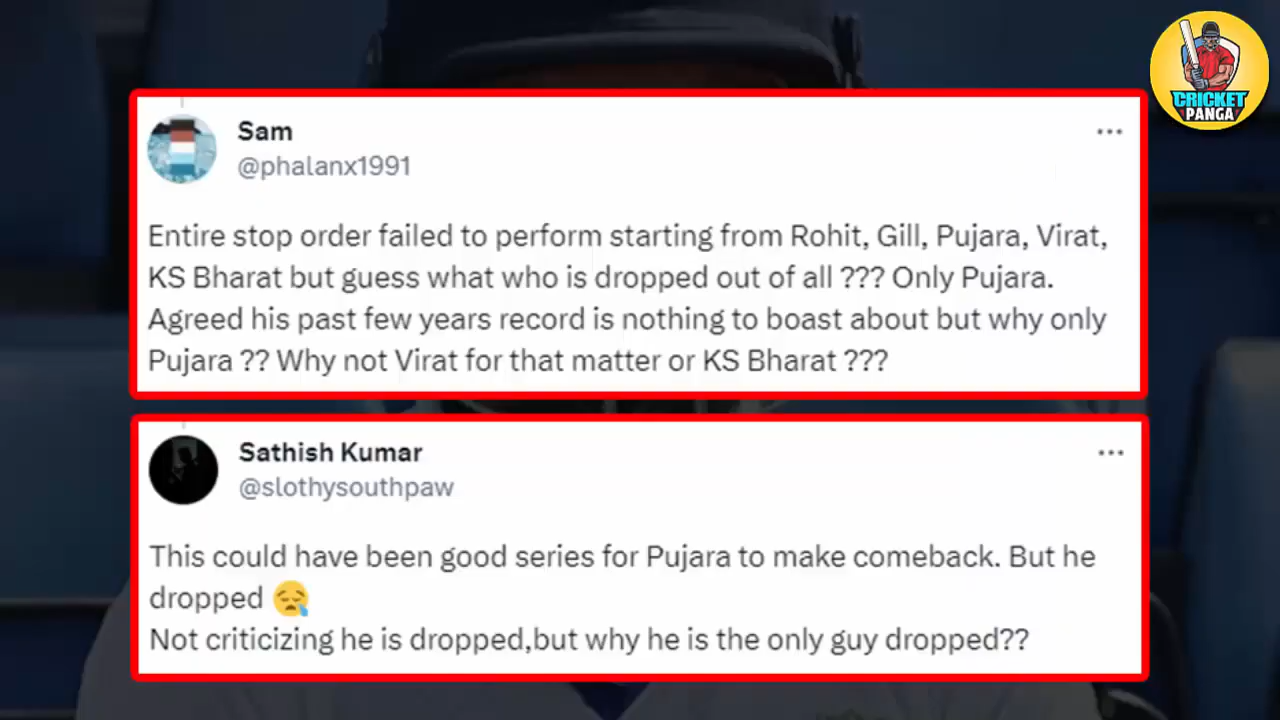 CRICKET
PANGA
Sam
@phalanx1991
Entire stop order failed to perform starting from Rohit, Gill, Pujara, Virat,
KS Bharat but guess what who is dropped out of all ??? Only Pujara.
Agreed his past few years record is nothing to boast about but why only
Pujara ?? Why not Virat for that matter or KS Bharat ???
Sathish Kumar
@slothysouthpaw
This could have been good series for Pujara to make comeback. But he
dropped 😪
Not criticizing he is dropped,but why he is the only guy dropped??